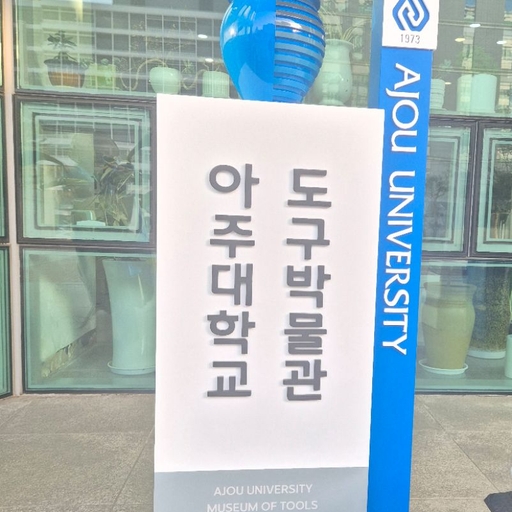 1973
AJOU UNIVERSITY
아주대학교
도구박물관
AJOU UNIVERSITY
MUSEUM OF TOOLS